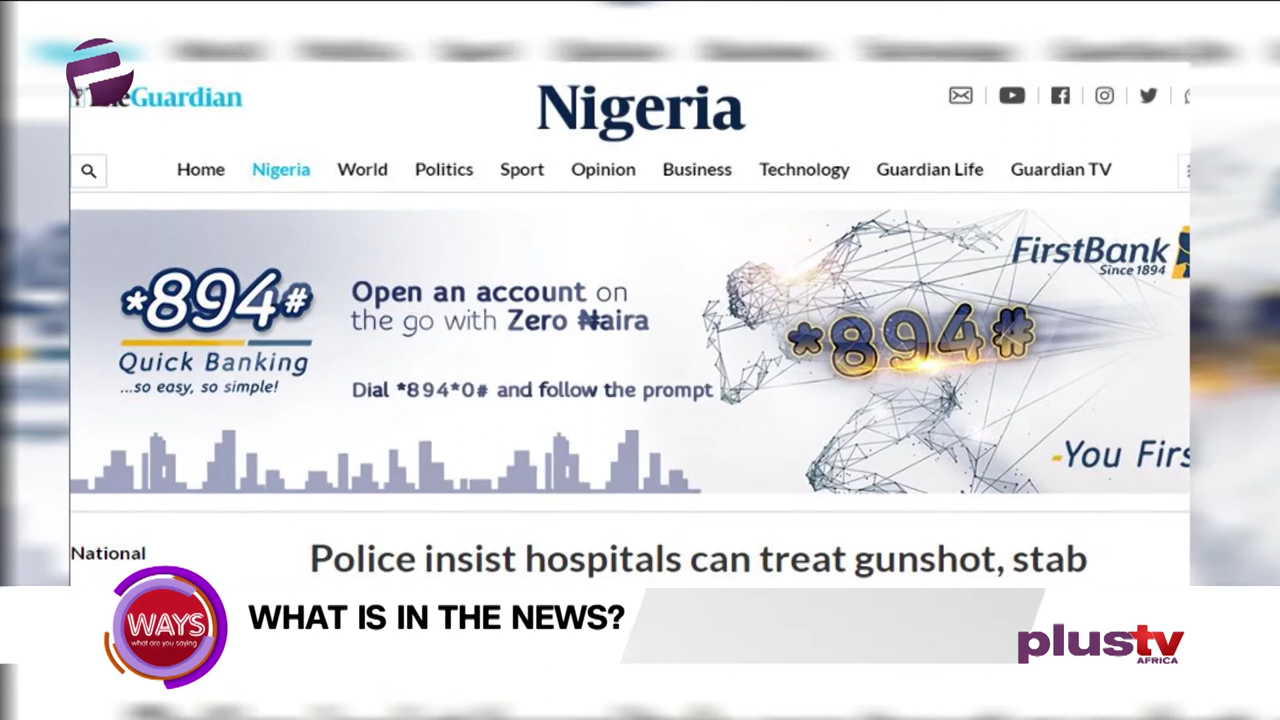 TheGuardian
Nigeria
Home Nigeria World Politics Sport Opinion Business Technology Guardian Life Guardian TV
*894#
Quick Banking
...so easy, so simple!
Open an account on
the go with Zero ₦aira
Dial *894*0# and follow the prompt
*894#
FirstBank
Since 1894
You Firs
National
Police insist hospitals can treat gunshot, stab
WAYS
what are you saying
WHAT IS IN THE NEWS?
plustv
AFRICA